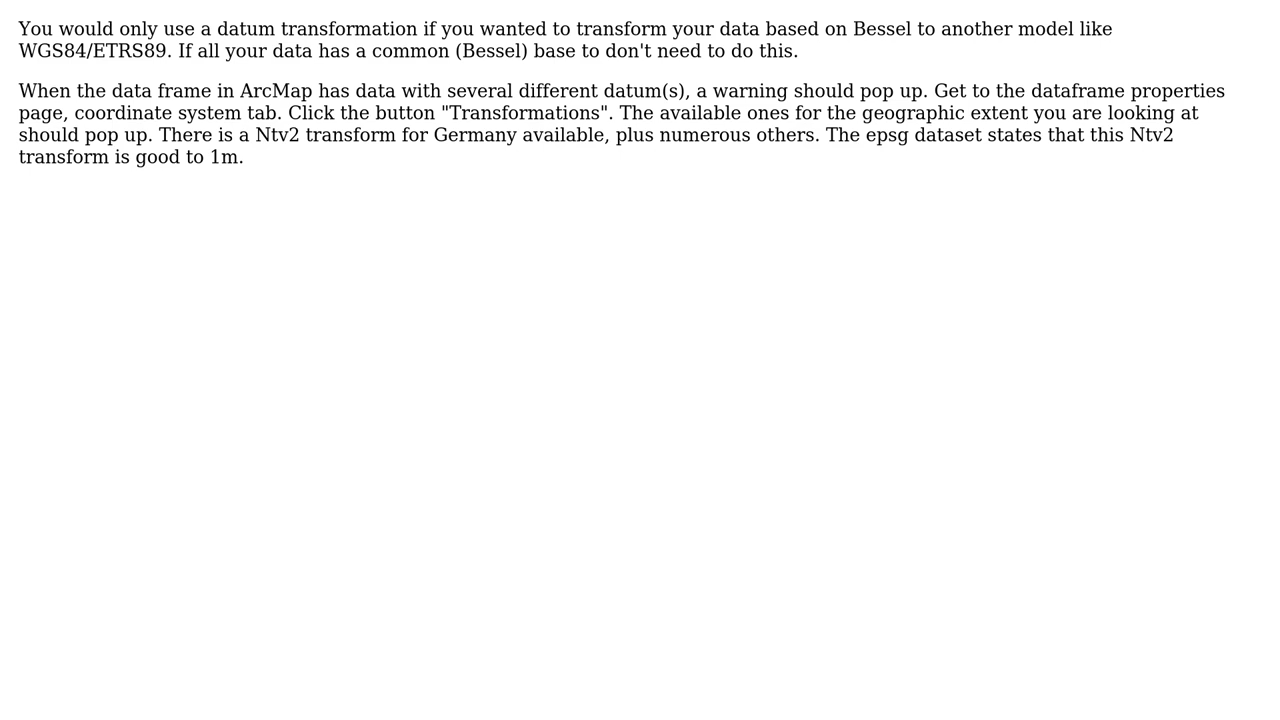 You would only use a datum transformation if you wanted to transform your data based on Bessel to another model like
WGS84/ETRS89. If all your data has a common (Bessel) base to don't need to do this.
When the data frame in ArcMap has data with several different datum(s), a warning should pop up. Get to the dataframe properties
page, coordinate system tab. Click the button "Transformations". The available ones for the geographic extent you are looking at
should pop up. There is a Ntv2 transform for Germany available, plus numerous others. The epsg dataset states that this Ntv2
transform is good to 1m.